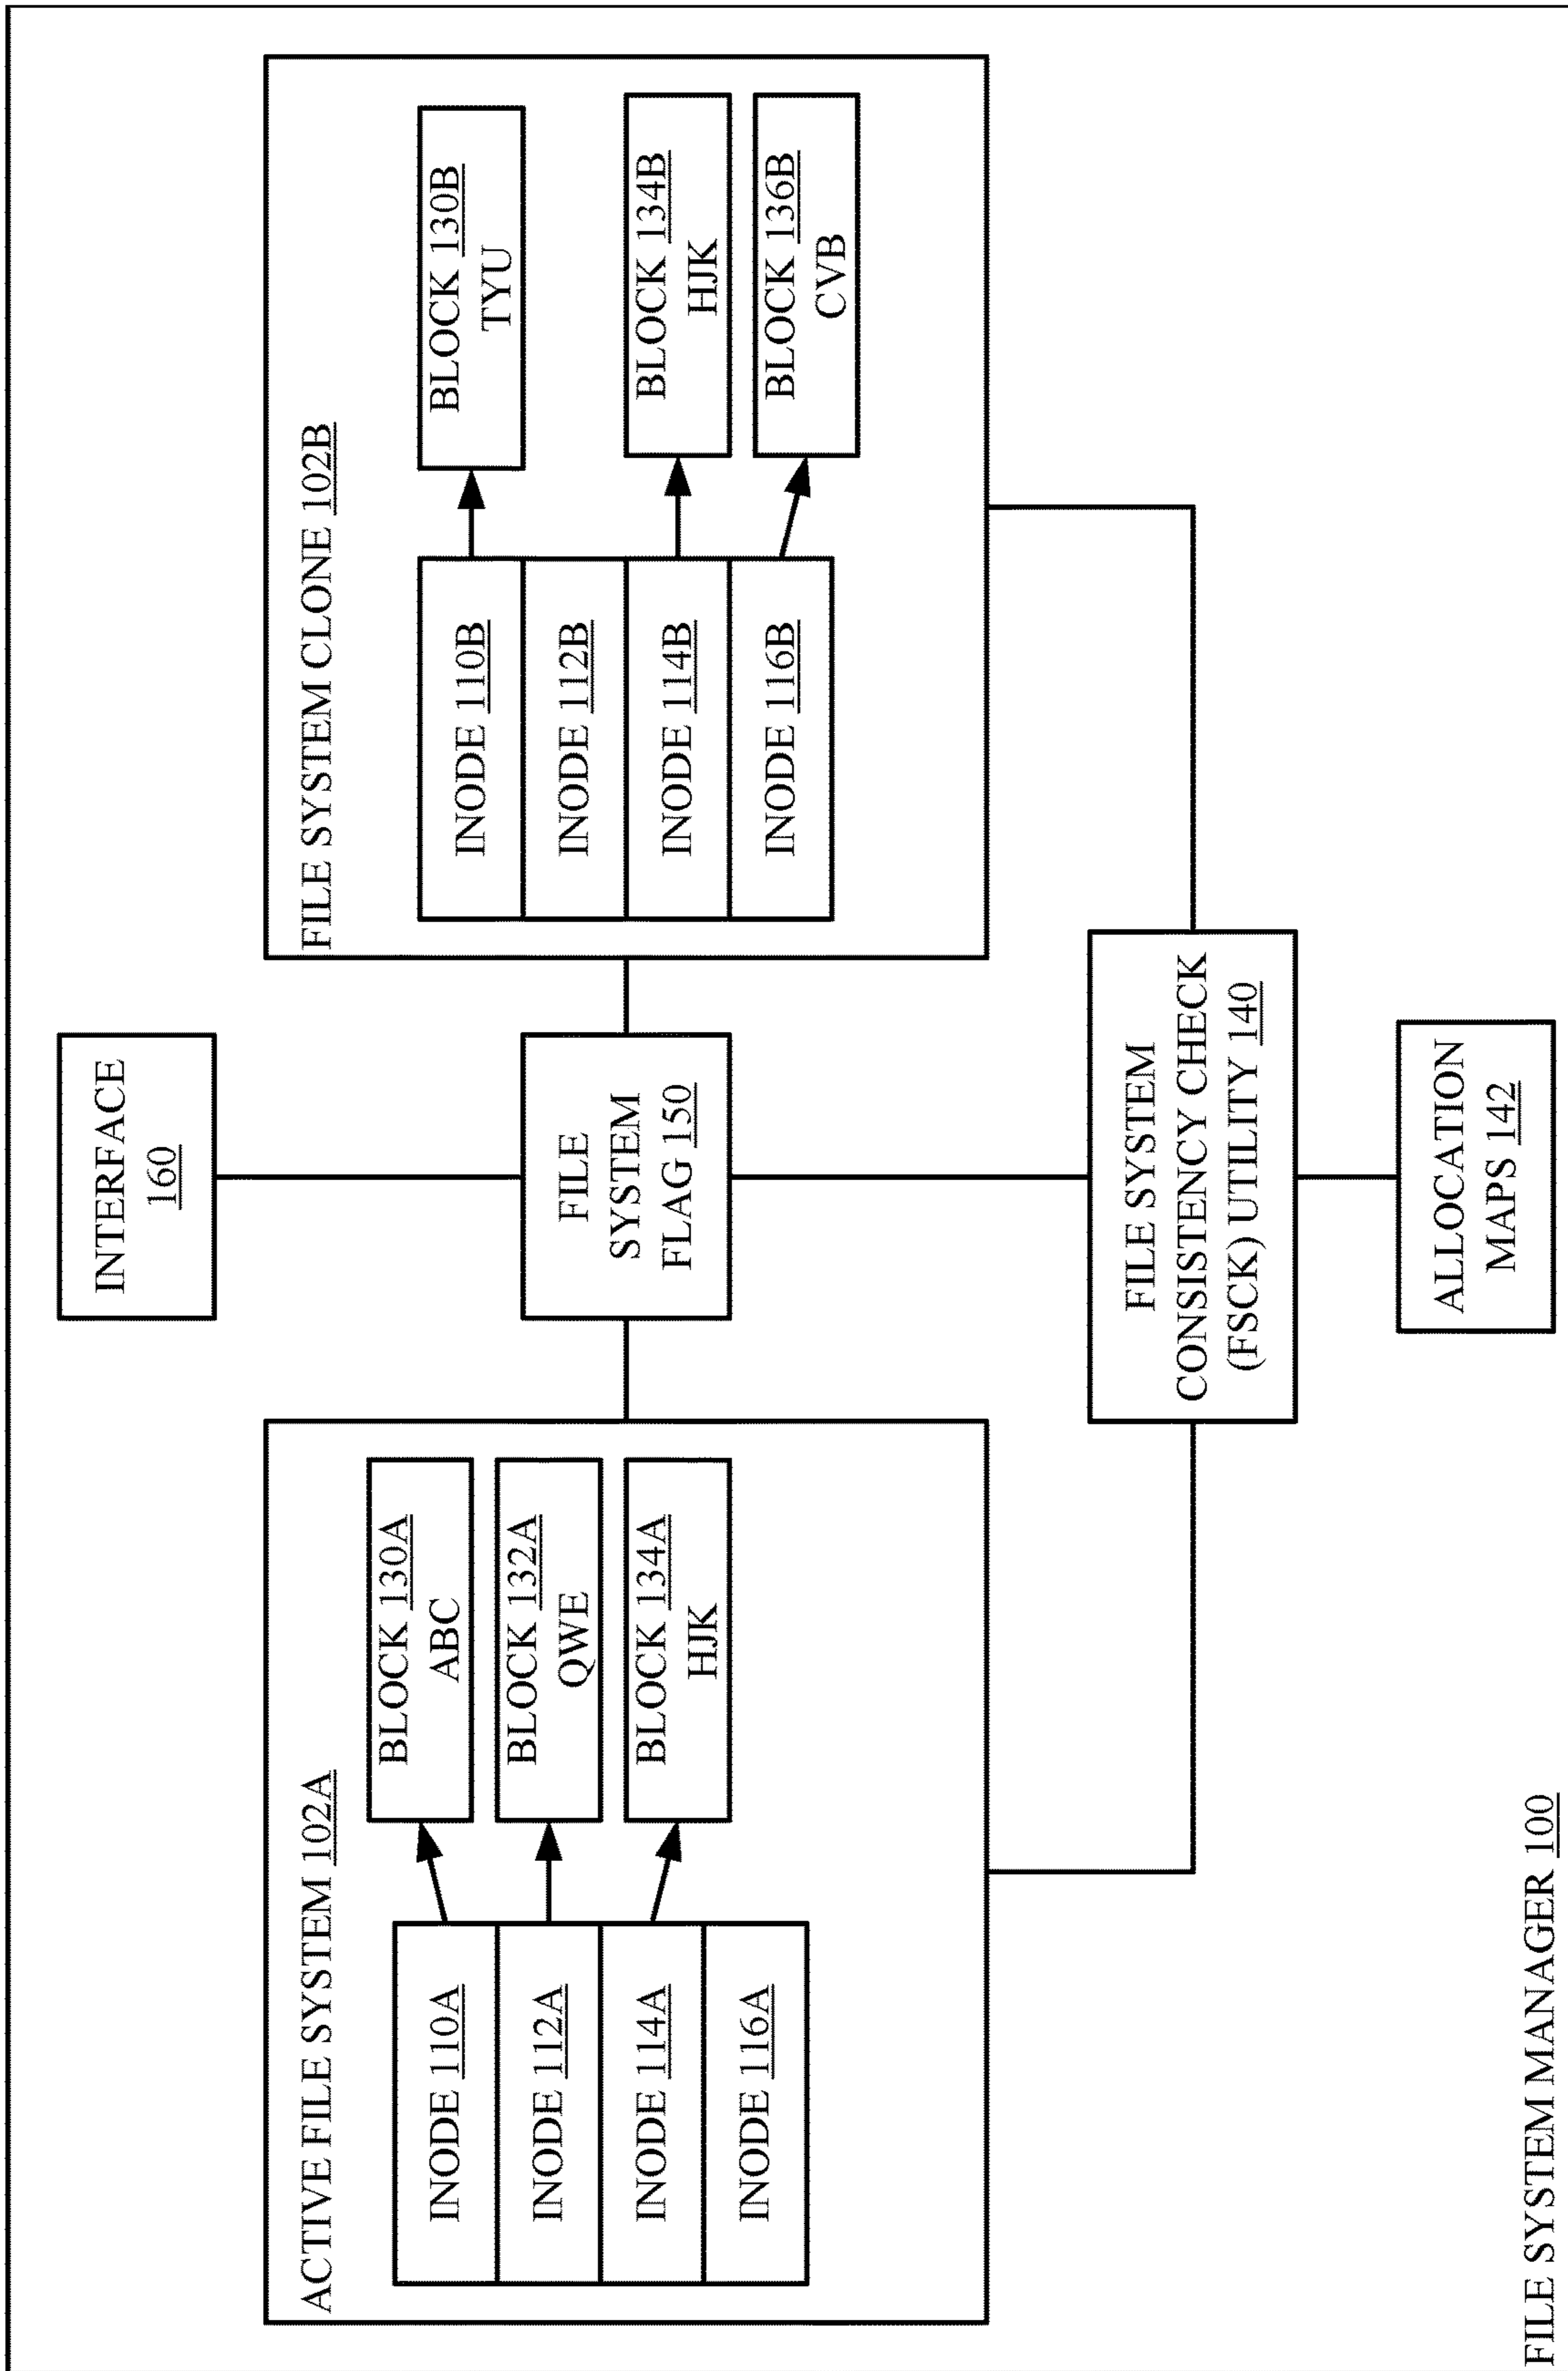 INTERFACE
160
ACTIVE FILE SYSTEM 102A
INODE 110A
INODE 112A
INODE 114A
INODE 116A
BLOCK 130A
ABC
BLOCK 132A
QWE
BLOCK 134A
HJK
FILE
SYSTEM
FLAG 150
FILE SYSTEM CLONE 102B
INODE 110B
INODE 112B
INODE 114B
INODE 116B
BLOCK 130B
TYU
BLOCK 134B
HJK
BLOCK 136B
CVB
FILE SYSTEM
CONSISTENCY CHECK
(FSCK) UTILITY 140
ALLOCATION
MAPS 142
FILE SYSTEM MANAGER 100